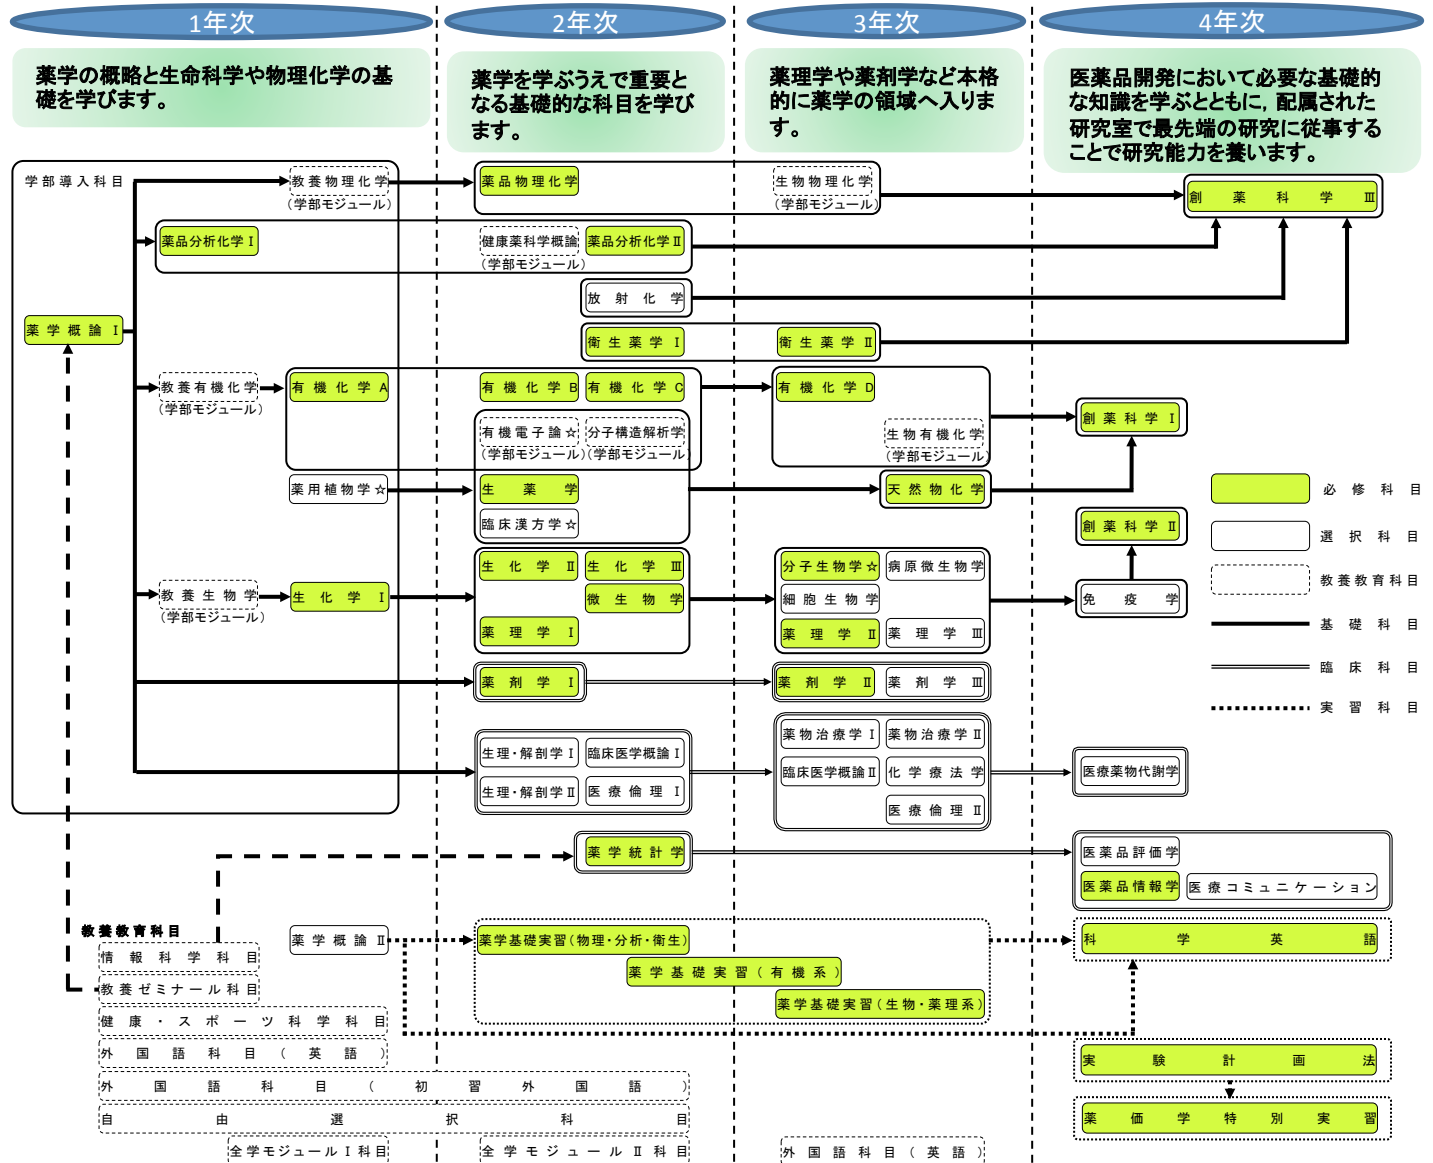 1年次
2年次
3年次
4年次
薬学の概略と生命科学や物理化学の基
礎を学びます。
薬学を学ぶうえで重要と
なる基礎的な科目を学び
ます。
薬理学や薬剤学など本格
的に薬学の領域へ入りま
す。
医薬品開発において必要な基礎的
な知識を学ぶとともに，配属された
研究室で最先端の研究に従事する
ことで研究能力を養います。
学部導入科目
教養物理化学
(学部モジュール)
薬品物理化学
生物物理化学
(学部モジュール)
創薬科学Ⅲ
薬品分析化学Ⅰ
健康薬科学概論
(学部モジュール)
薬品分析化学Ⅱ
放射化学
薬学概論Ⅰ
衛生薬学Ⅰ
衛生薬学Ⅱ
教養有機化学
(学部モジュール)
有機化学A
有機化学B
有機化学C
有機化学D
創薬科学Ⅰ
有機電子論☆
(学部モジュール)
分子構造解析学
(学部モジュール)
生物有機化学
(学部モジュール)
薬用植物学☆
生薬学
天然物化学
臨床漢方学☆
創薬科学Ⅱ
必修科目
選択科目
教養教育科目
基礎科目
臨床科目
実習科目
教養生物学
(学部モジュール)
生化学Ⅰ
生化学Ⅱ
生化学Ⅲ
微生物学
薬理学Ⅰ
分子生物学☆
病原微生物学
細胞生物学
薬理学Ⅱ
薬理学Ⅲ
免疫学
薬剤学Ⅰ
薬剤学Ⅱ
薬剤学Ⅲ
生理・解剖学Ⅰ
臨床医学概論Ⅰ
生理・解剖学Ⅱ
医療倫理Ⅰ
薬物治療学Ⅰ
薬物治療学Ⅱ
臨床医学概論Ⅱ
化学療法学
医療倫理Ⅱ
医療薬物代謝学
薬学統計学
医薬品評価学
医薬品情報学
医療コミュニケーション
教養教育科目
薬学概論Ⅱ
薬学基礎実習(物理・分析・衛生)
科学英語
情報科学科目
薬学基礎実習(有機系)
教養ゼミナール科目
薬学基礎実習(生物・薬理系)
健康・スポーツ科学科目
外国語科目(英語)
実験計画法
外国語科目(初習外国語)
自由選択科目
薬価学特別実習
全学モジュールⅠ科目
全学モジュールⅡ科目
外国語科目(英語)